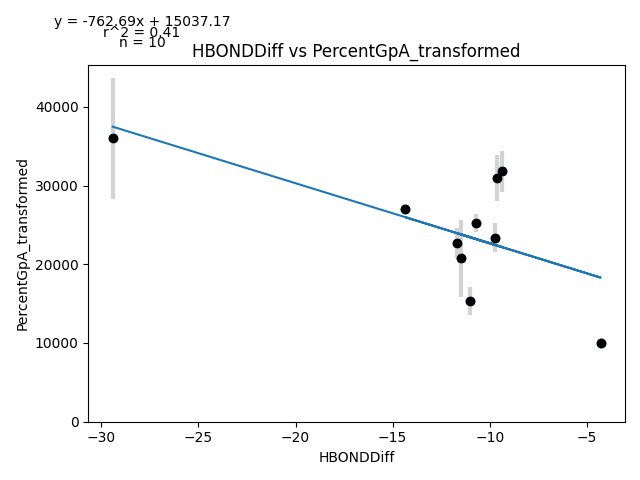 y = -762.69x + 15037.17
r^2 = 0.41
n = 10
HBONDDiff vs PercentGpA_transformed
PercentGpA_transformed
40000
30000
20000
10000
0
−30
−25
−20
−15
−10
−5
HBONDDiff